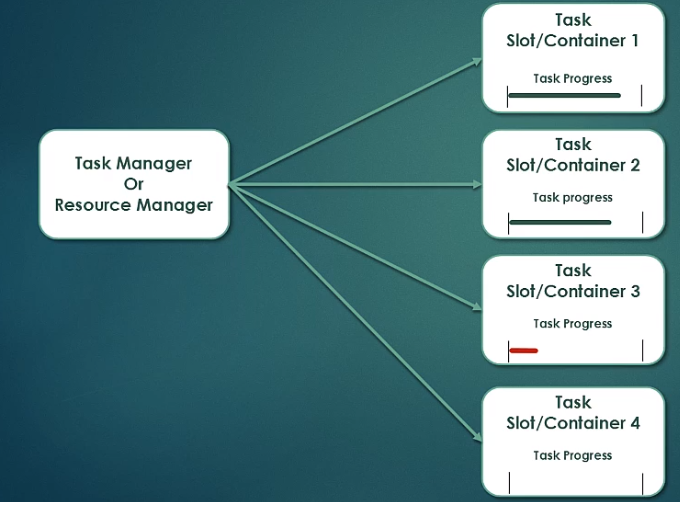 Task
Slot/Container 1
Task Progress
Task Manager
Or
Resource Manager
Task
Slot/Container 2
Task progress
Task
Slot/Container 3
Task Progress
Task
Slot/Container 4
Task Progress